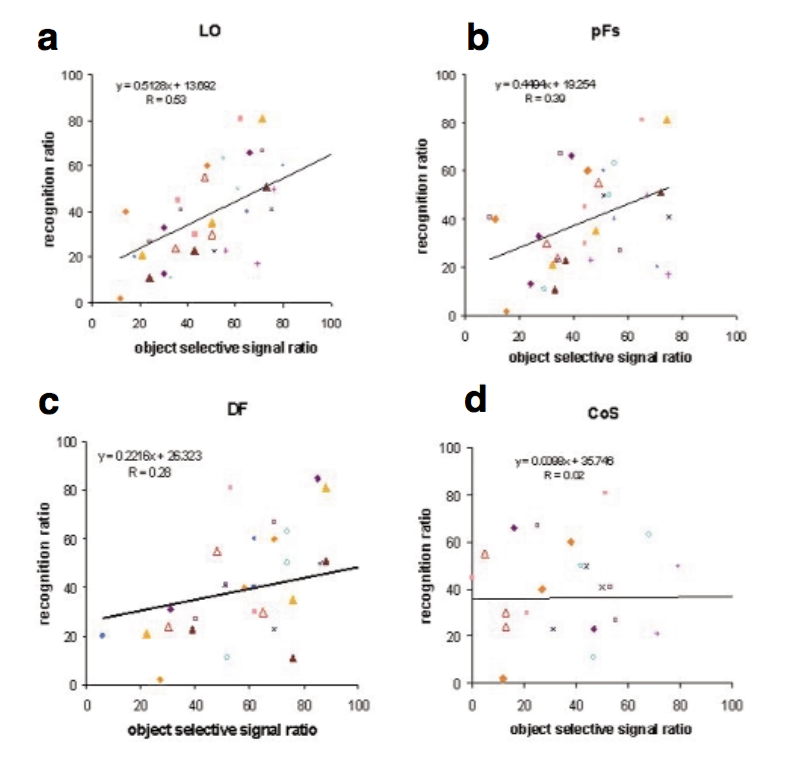 a
LO
y = 0.5128x + 13.692
R = 0.53
recognition ratio
100
80
60
40
20
0
0 20 40 60 80 100
object selective signal ratio
b
pFs
y = 0.4494x + 19.254
R = 0.39
recognition ratio
100
80
60
40
20
0
0 20 40 60 80 100
object selective signal ratio
c
DF
y = 0.2216x + 26.323
R = 0.28
recognition ratio
100
80
60
40
20
0
0 20 40 60 80 100
object selective signal ratio
d
CoS
y = 0.0098x + 35.746
R = 0.02
recognition ratio
100
80
60
40
20
0
0 20 40 60 80 100
object selective signal ratio